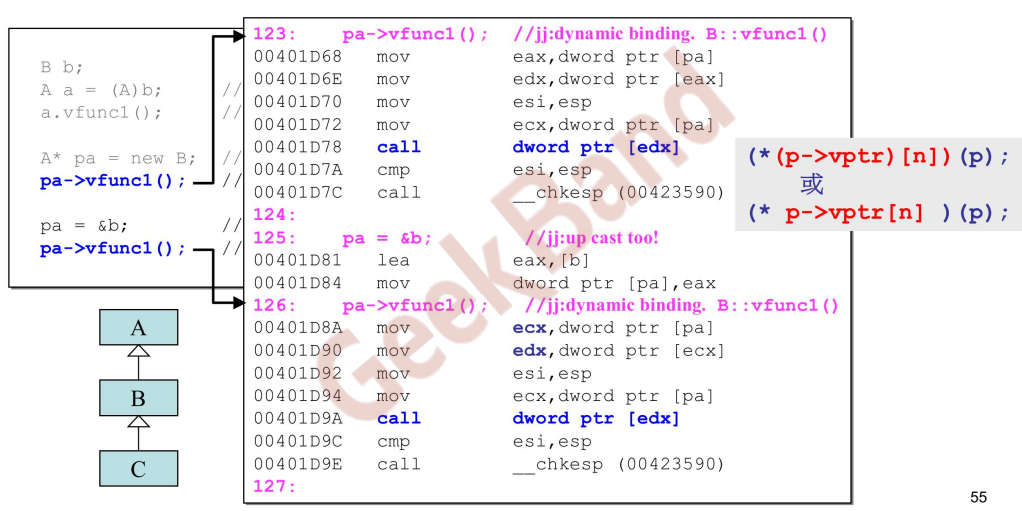 B b;
A a = (A)b; //
a.vfunc1(); //
A* pa = new B; //
pa->vfunc1(); //
pa = &b; //
pa->vfunc1(); //
123: pa->vfunc1(); //jj:dynamic binding. B::vfunc1()
00401D68 mov eax,dword ptr [pa]
00401D6E mov edx,dword ptr [eax]
00401D70 mov esi,esp
00401D72 mov ecx,dword ptr [pa]
00401D78 call dword ptr [edx]
00401D7A cmp esi,esp
00401D7C call __chkesp (00423590)
124:
125: pa = &b; //jj:up cast too!
00401D81 lea eax,[b]
00401D84 mov dword ptr [pa],eax
126: pa->vfunc1(); //jj:dynamic binding. B::vfunc1()
00401D8A mov ecx,dword ptr [pa]
00401D90 mov edx,dword ptr [ecx]
00401D92 mov esi,esp
00401D94 mov ecx,dword ptr [pa]
00401D9A call dword ptr [edx]
00401D9C cmp esi,esp
00401D9E call __chkesp (00423590)
127:
(*(p->vptr)[n])(p);
或
(* p->vptr[n] )(p);
A
B
C
GeekBand
55